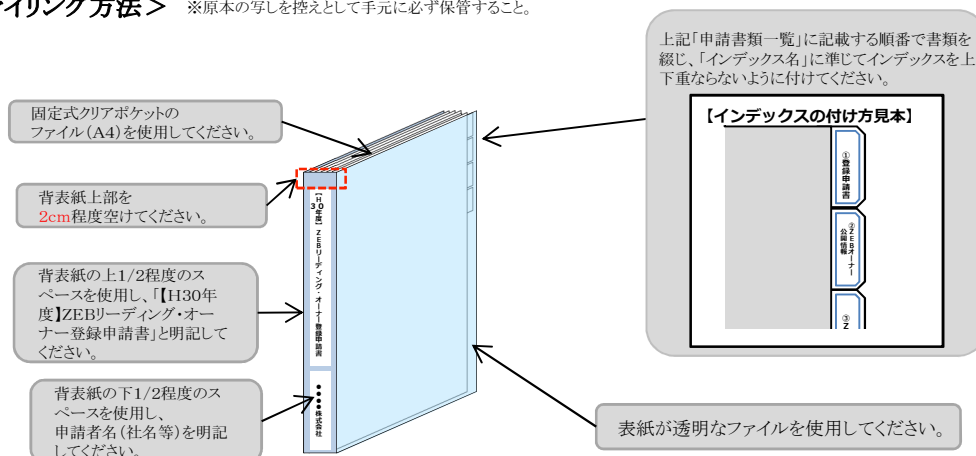 イリング方法＞ ※原本の写しを控えとして手元に必ず保管すること。
固定式クリアポケットの
ファイル(A4)を使用してください。
背表紙上部を
2cm程度空けてください。
背表紙の上1/2程度のス
ペースを使用し、「【H30年
度】ZEBリーディング・オー
ナー登録申請書」と明記して
ください。
背表紙の下1/2程度のス
ペースを使用し、
申請者名(社名等)を明記
してください。
【H30年度】 ZEBリーディング・オーナー登録申請書
●●●●株式会社
上記「申請書類一覧」に記載する順番で書類を
綴じ、「インデックス名」に準じてインデックスを上
下重ならないように付けてください。
【インデックスの付け方見本】
①登録申請書
②ZEBオーナー
公開情報
③Z
表紙が透明なファイルを使用してください。